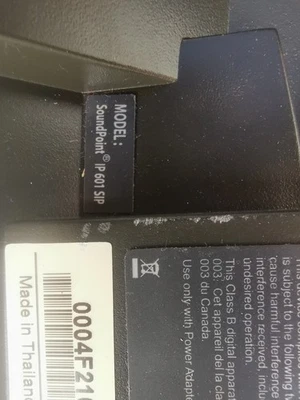 MODEL:
SoundPoint® IP 601 SIP
0004F21
Made in Thailand
is subject to the following
cause harmful interference
interference received, includ
undesired operation.
This Class B digital appara
003: Cet appareil de la clas
003 du Canada.
Use only with Power Adapt